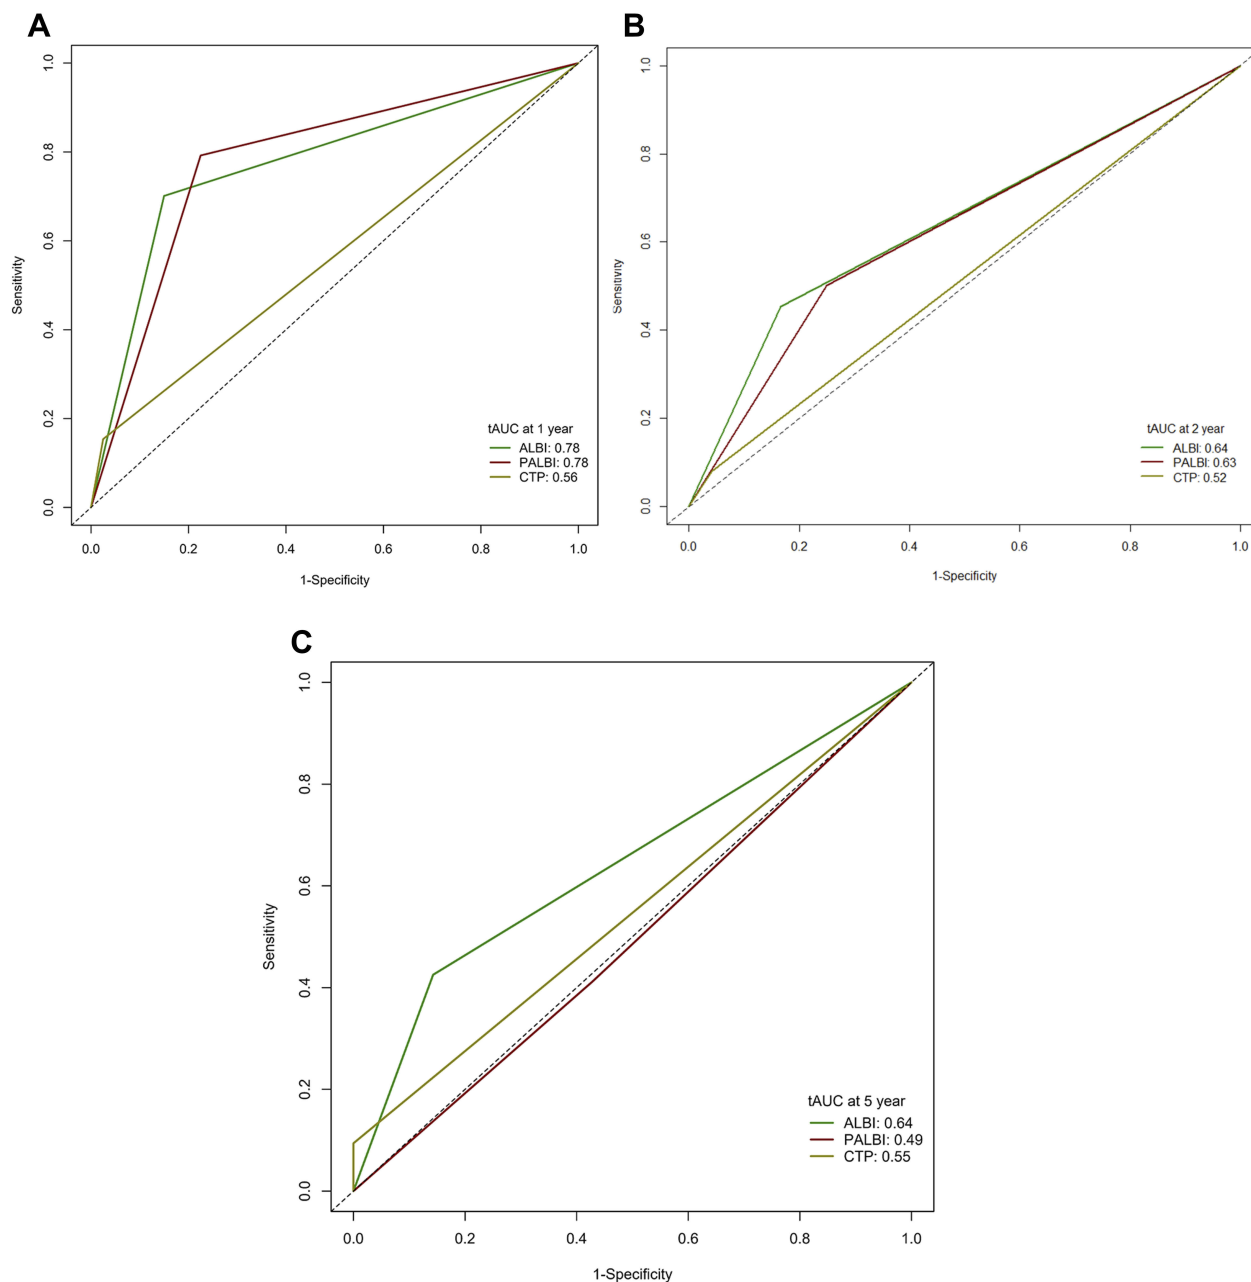 A
1.0
0.8
0.6
0.4
0.2
0.0
Sensitivity
tAUC at 1 year
ALBI: 0.78
PALBI: 0.78
CTP: 0.56
0.0 0.2 0.4 0.6 0.8 1.0
1-Specificity
B
1.0
0.8
0.6
0.4
0.2
0.0
Sensitivity
tAUC at 2 year
ALBI: 0.64
PALBI: 0.63
CTP: 0.52
0.0 0.2 0.4 0.6 0.8 1.0
1-Specificity
C
1.0
0.8
0.6
0.4
0.2
0.0
Sensitivity
tAUC at 5 year
ALBI: 0.64
PALBI: 0.49
CTP: 0.55
0.0 0.2 0.4 0.6 0.8 1.0
1-Specificity